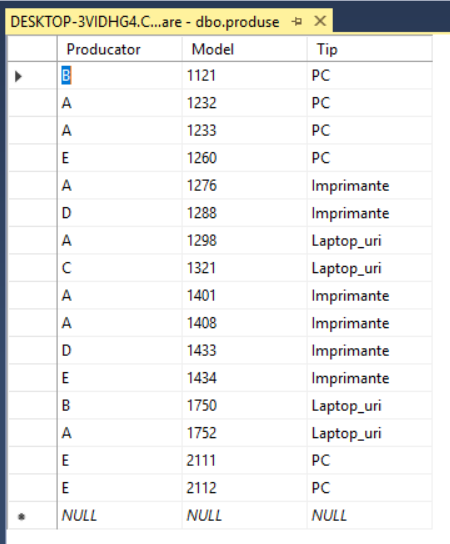 DESKTOP-3VIDHG4.C...are - dbo.produse
Producator Model Tip
B 1121 PC
A 1232 PC
A 1233 PC
E 1260 PC
A 1276 Imprimante
D 1288 Imprimante
A 1298 Laptop_uri
C 1321 Laptop_uri
A 1401 Imprimante
A 1408 Imprimante
D 1433 Imprimante
E 1434 Imprimante
B 1750 Laptop_uri
A 1752 Laptop_uri
E 2111 PC
E 2112 PC
NULL NULL NULL